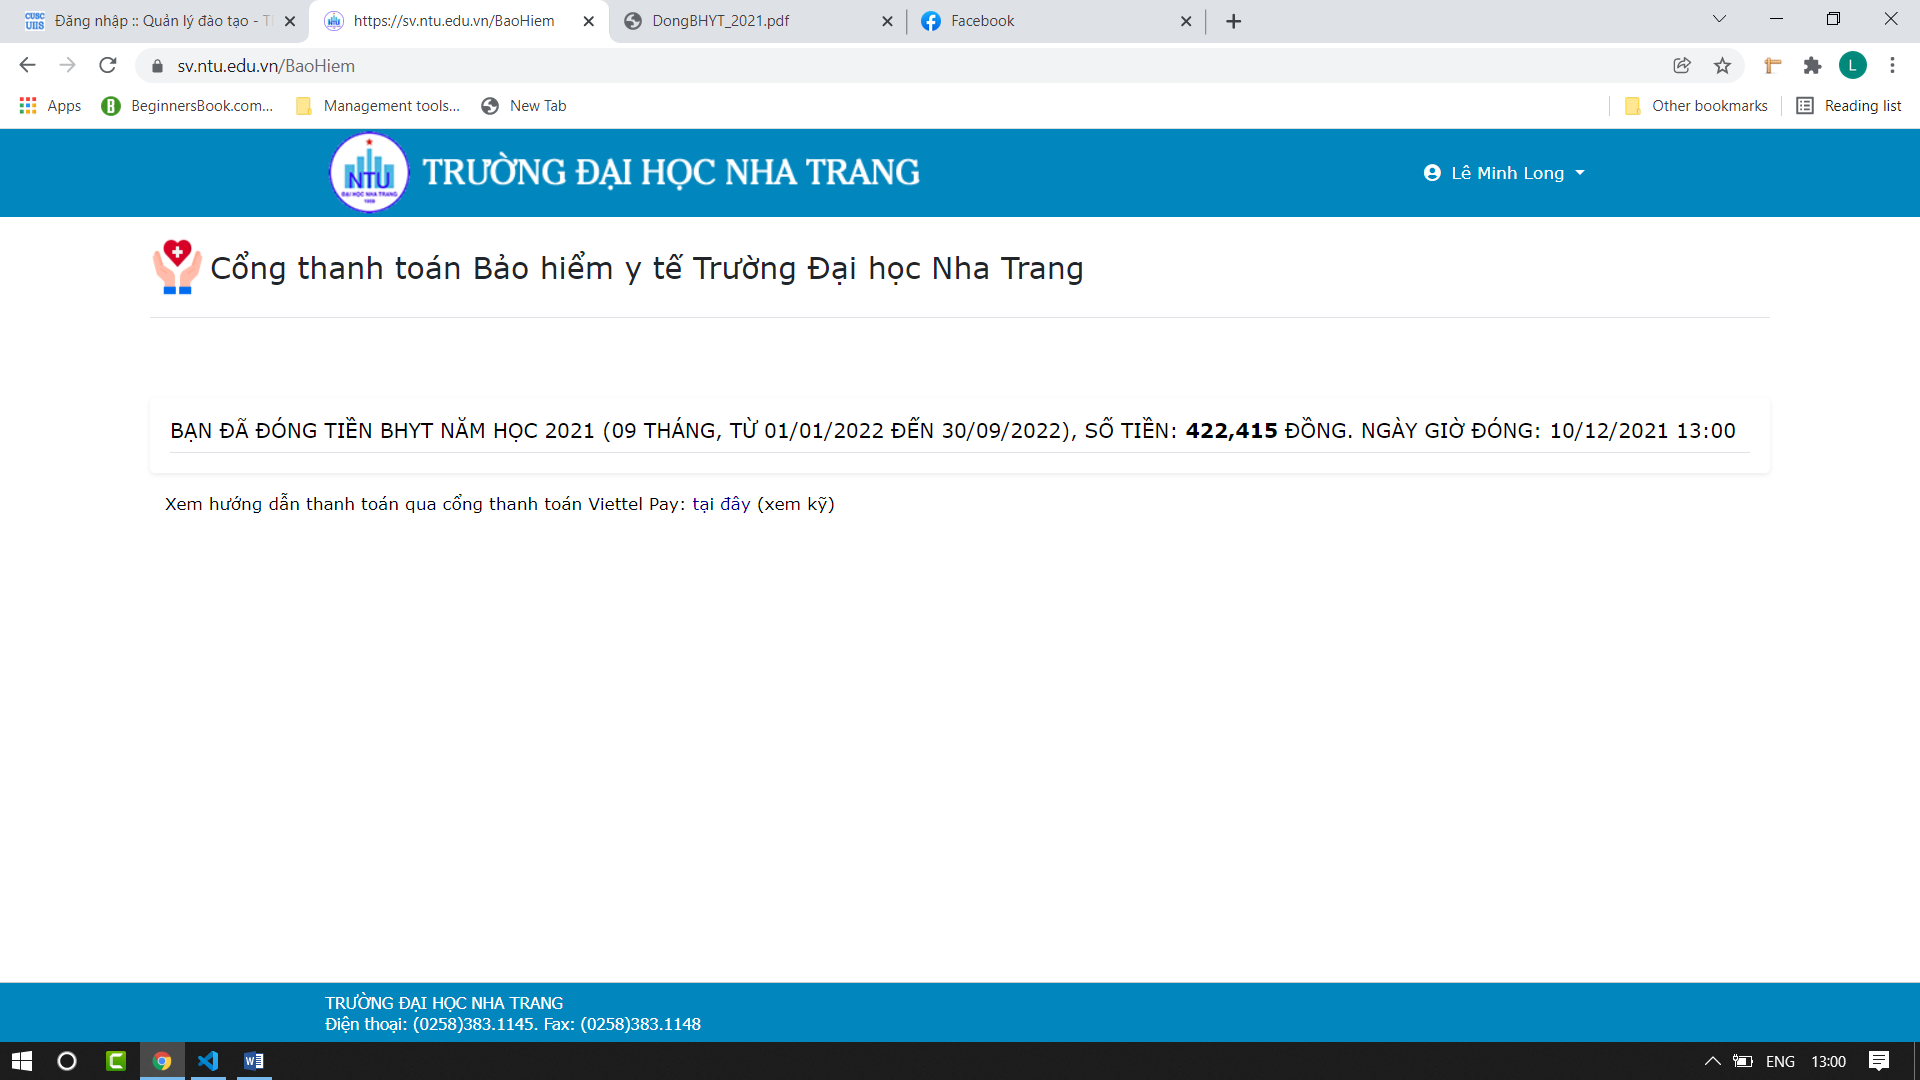 Đăng nhập :: Quản lý đào tạo - T
https://sv.ntu.edu.vn/BaoHiem
DongBHYT_2021.pdf
Facebook
sv.ntu.edu.vn/BaoHiem
L
Apps
BeginnersBook.com...
Management tools...
New Tab
Other bookmarks
Reading list
NTU
ĐẠI HỌC NHA TRANG
1959
TRƯỜNG ĐẠI HỌC NHA TRANG
Lê Minh Long
Cổng thanh toán Bảo hiểm y tế Trường Đại học Nha Trang
BẠN ĐÃ ĐÓNG TIỀN BHYT NĂM HỌC 2021 (09 THÁNG, TỪ 01/01/2022 ĐẾN 30/09/2022), SỐ TIỀN: 422,415 ĐỒNG. NGÀY GIỜ ĐÓNG: 10/12/2021 13:00
Xem hướng dẫn thanh toán qua cổng thanh toán Viettel Pay: tại đây (xem kỹ)
TRƯỜNG ĐẠI HỌC NHA TRANG
Điện thoại: (0258)383.1145. Fax: (0258)383.1148
ENG
13:00